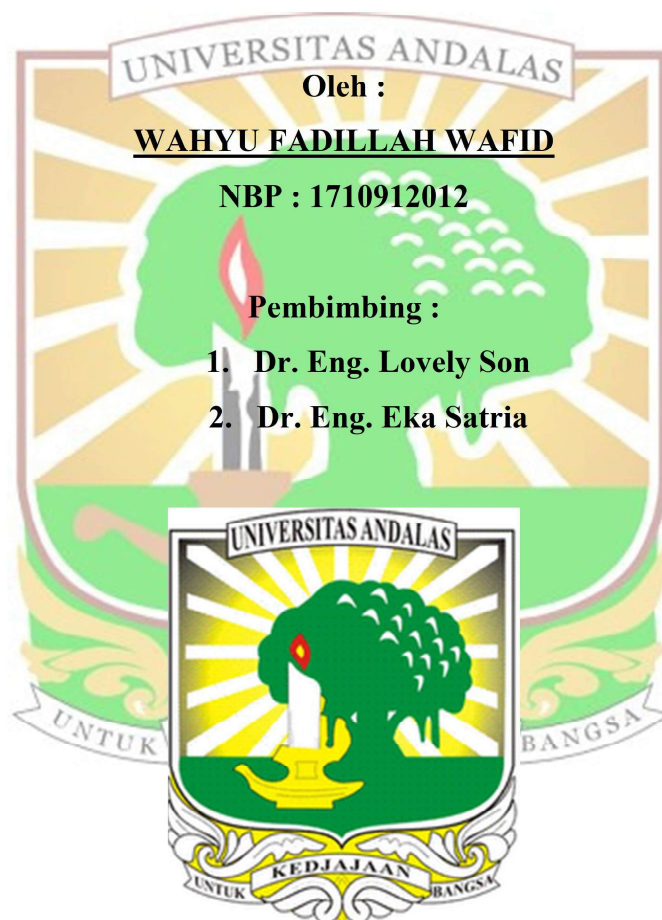 UNIVERSITAS ANDALAS
Oleh :
WAHYU FADILLAH WAFID
NBP : 1710912012
Pembimbing :
1. Dr. Eng. Lovely Son
2. Dr. Eng. Eka Satria
UNIVERSITAS ANDALAS
UNTUK BANGSA
KEDJAJAAN
UNTUK BANGSA